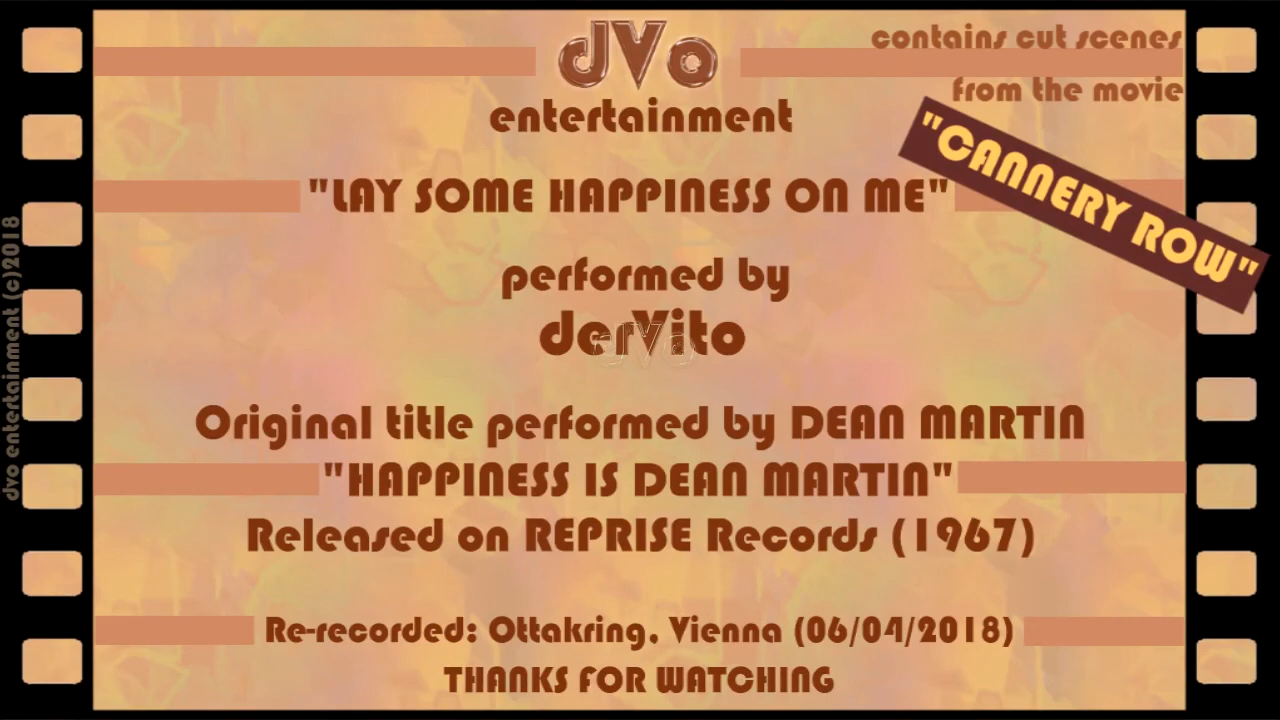 dVo
entertainment
contains cut scenes
from the movie
"CANNERY ROW"
"LAY SOME HAPPINESS ON ME"
performed by
derVito
dVo
Original title performed by DEAN MARTIN
"HAPPINESS IS DEAN MARTIN"
Released on REPRISE Records (1967)
Re-recorded: Ottakring, Vienna (06/04/2018)
THANKS FOR WATCHING
dvo entertainment (c)2018